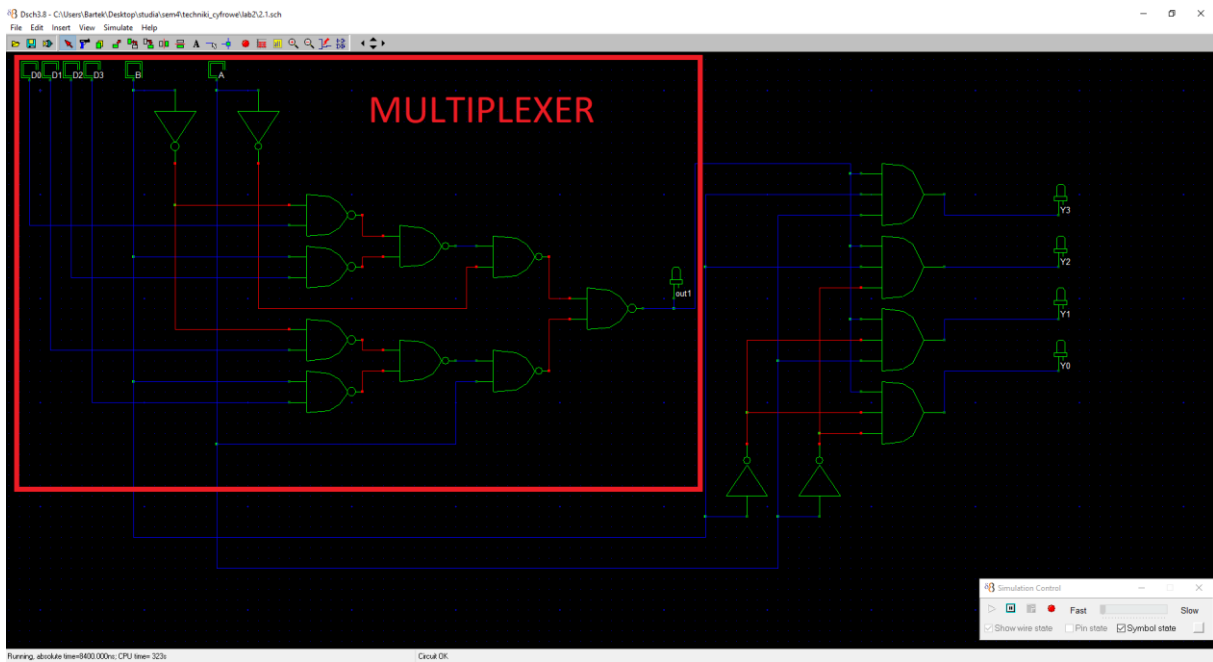 Dsch3.8 - C:\Users\Bartek\Desktop\studia\sem4\techniki_cyfrowe\lab2\2.1.sch
File Edit Insert View Simulate Help
D0 D1 D2 D3 B A
MULTIPLEXER
Y3
Y2
out1
Y1
Y0
Simulation Control
Fast Slow
Show wire state Pin state Symbol state
Running, absolute time=8400.000ns; CPU time= 323s Circuit OK